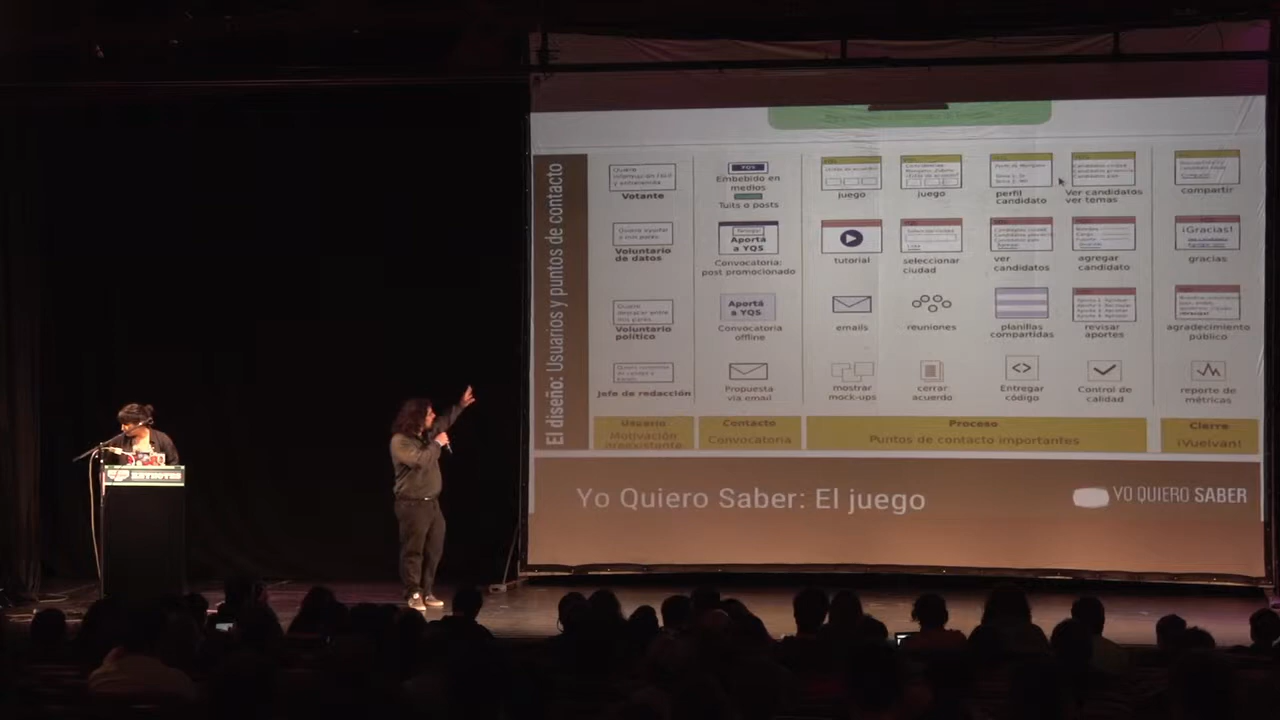 El diseño: Usuarios y puntos de contacto
Votante
Voluntario
de datos
Voluntario
político
Jefe de redacción
YQS
Embebido en
medios
Tuits o posts
Aportá
a YQS
Convocatoria:
post promocionado
Aportá
a YQS
Convocatoria
offline
Propuesta
via email
juego
juego
perfil
candidato
Ver candidatos
ver temas
compartir
tutorial
seleccionar
ciudad
ver
candidatos
agregar
candidato
¡Gracias!
gracias
emails
reuniones
planillas
compartidas
revisar
aportes
agradecimiento
público
mostrar
mock-ups
cerrar
acuerdo
<>
Entregar
código
Control de
calidad
reporte de
métricas
Usuario
Motivación
Contacto
Convocatoria
Proceso
Puntos de contacto importantes
Cierre
¡Vuelvan!
Yo Quiero Saber: El juego
YO QUIERO SABER